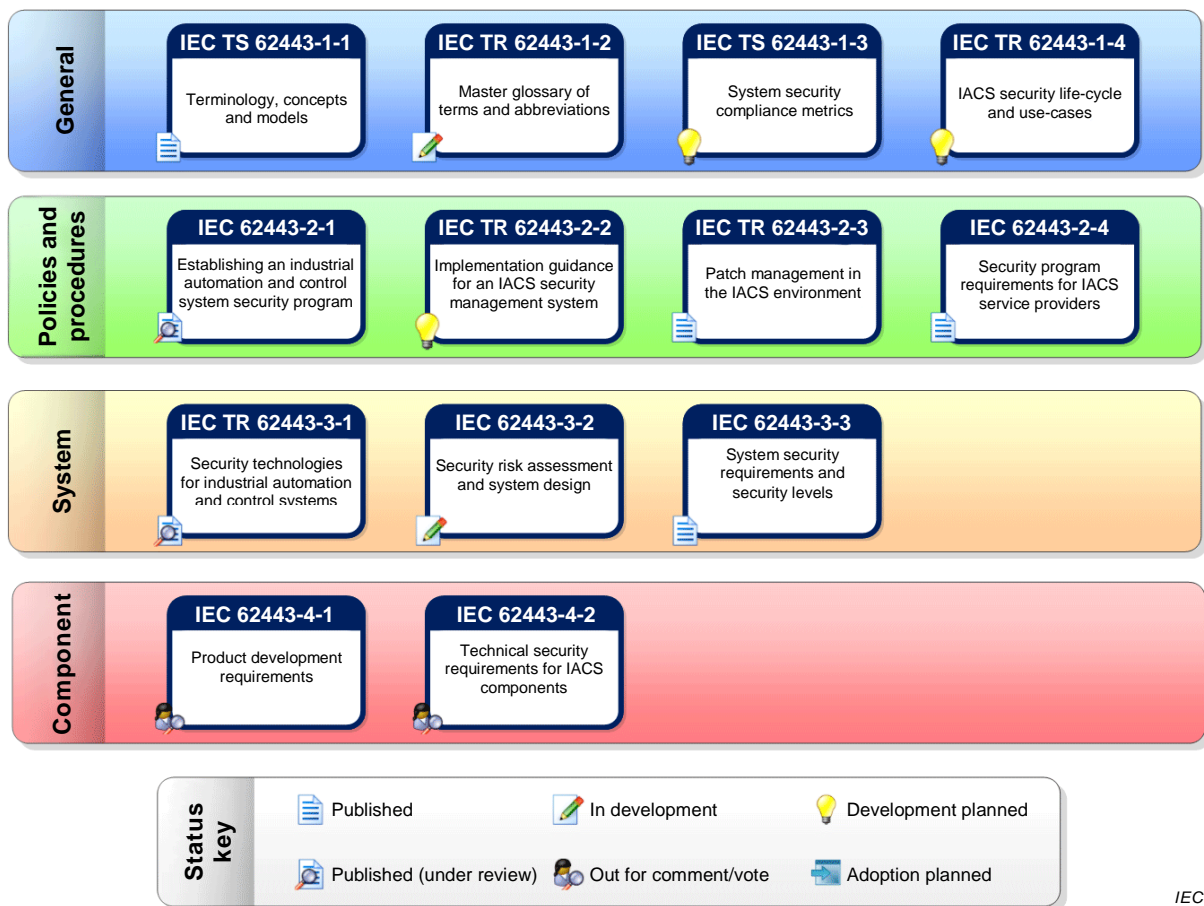 General
IEC TS 62443-1-1
Terminology, concepts
and models
IEC TR 62443-1-2
Master glossary of
terms and abbreviations
IEC TS 62443-1-3
System security
compliance metrics
IEC TR 62443-1-4
IACS security life-cycle
and use-cases
Policies and
procedures
IEC 62443-2-1
Establishing an industrial
automation and control
system security program
IEC TR 62443-2-2
Implementation guidance
for an IACS security
management system
IEC TR 62443-2-3
Patch management in
the IACS environment
IEC 62443-2-4
Security program
requirements for IACS
service providers
System
IEC TR 62443-3-1
Security technologies
for industrial automation
and control systems
IEC 62443-3-2
Security risk assessment
and system design
IEC 62443-3-3
System security
requirements and
security levels
Component
IEC 62443-4-1
Product development
requirements
IEC 62443-4-2
Technical security
requirements for IACS
components
Status
key
Published
In development
Development planned
Published (under review)
Out for comment/vote
Adoption planned
IEC